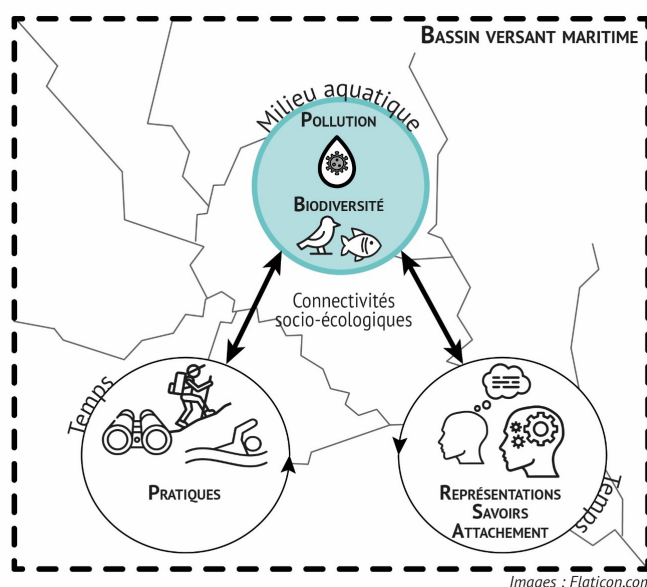 BASSIN VERSANT MARITIME
Milieu aquatique
POLLUTION
BIODIVERSITÉ
Connectivités
socio-écologiques
Temps
PRATIQUES
REPRÉSENTATIONS
SAVOIRS
ATTACHEMENT
Temps
Images : Flaticon.com